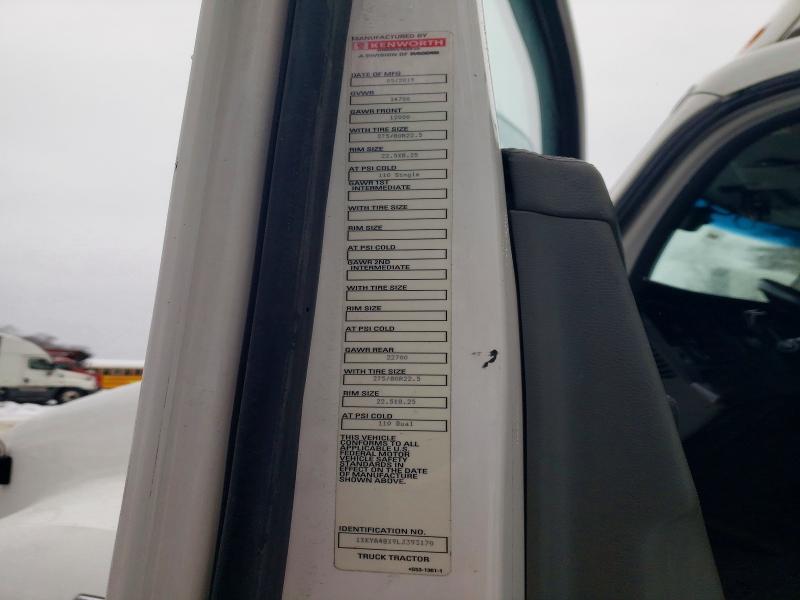 MANUFACTURED BY
KENWORTH
A DIVISION OF PACCAR
DATE OF MFG
05/2019
GVWR
34700
GAWR FRONT
12000
WITH TIRE SIZE
275/80R22.5
RIM SIZE
22.5X8.25
AT PSI COLD
110 Single
GAWR 1ST
INTERMEDIATE
WITH TIRE SIZE
RIM SIZE
AT PSI COLD
GAWR 2ND
INTERMEDIATE
WITH TIRE SIZE
RIM SIZE
AT PSI COLD
GAWR REAR
22700
WITH TIRE SIZE
275/80R22.5
RIM SIZE
22.5X8.25
AT PSI COLD
110 Dual
THIS VEHICLE
CONFORMS TO ALL
APPLICABLE U.S.
FEDERAL MOTOR
VEHICLE SAFETY
STANDARDS IN
EFFECT ON THE DATE
OF MANUFACTURE
SHOWN ABOVE.
IDENTIFICATION NO.
1XKYA48X9LJ393170
TRUCK TRACTOR